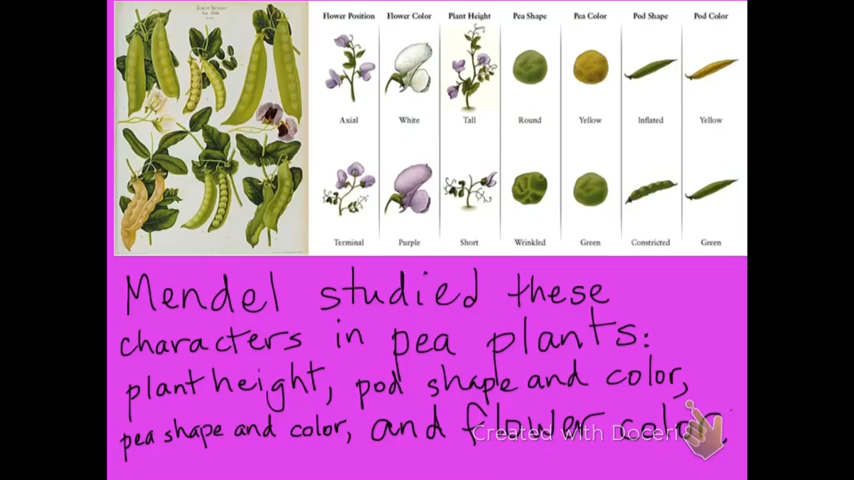 Flower Position Flower Color Plant Height Pea Shape Pea Color Pod Shape Pod Color
Axial White Tall Round Yellow Inflated Yellow
Terminal Purple Short Wrinkled Green Constricted Green
Mendel studied these
characters in pea plants:
plant height, pod shape and color,
pea shape and color, and flower color.
Created with Doceri